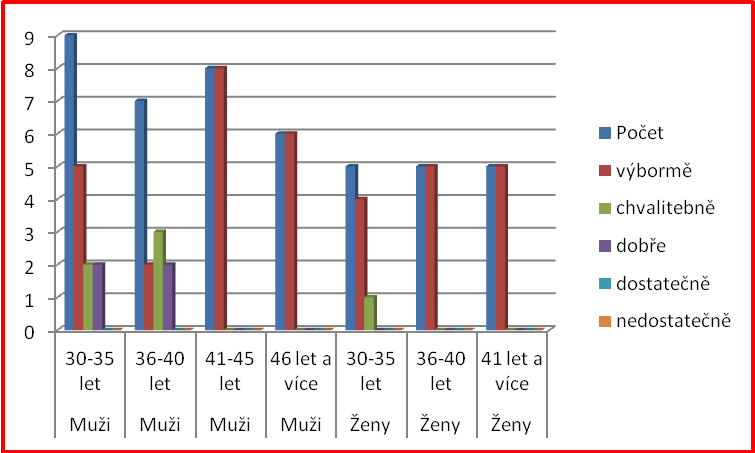 9
8
7
6
5
4
3
2
1
0
30-35 let
36-40 let
41-45 let
46 let a více
30-35 let
36-40 let
41 let a více
Muži
Muži
Muži
Muži
Ženy
Ženy
Ženy
Počet
výbormě
chvalitebně
dobře
dostatečně
nedostatečně